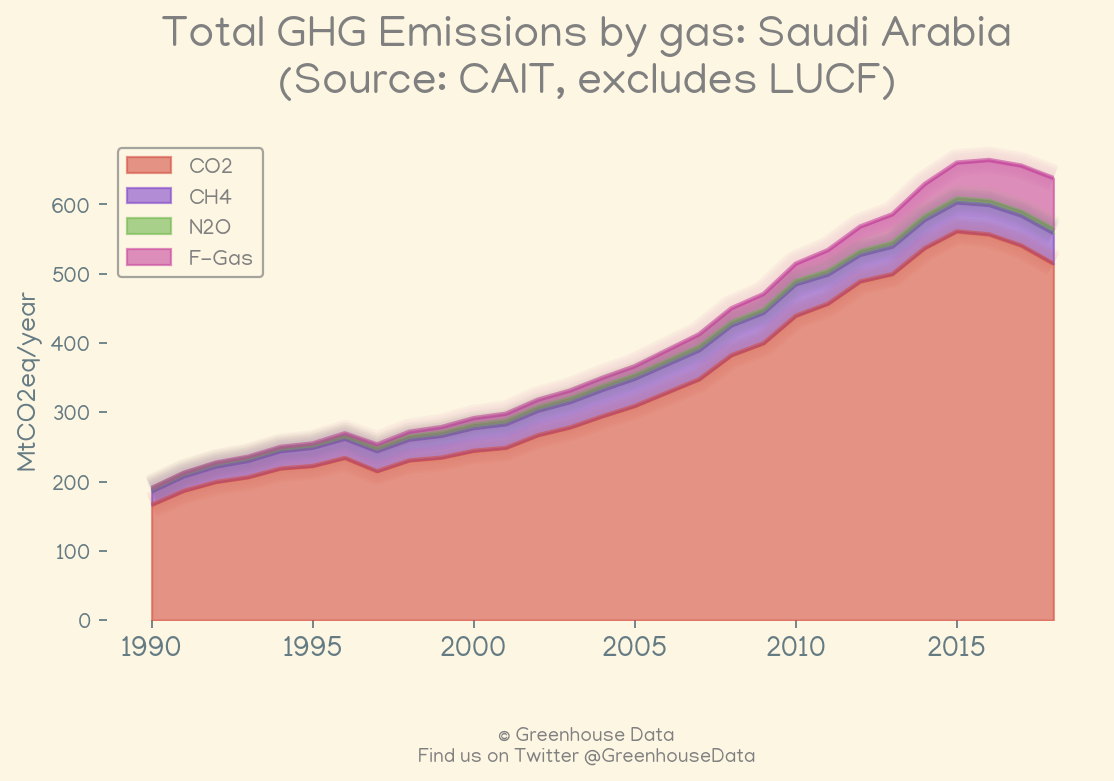 Total GHG Emissions by gas: Saudi Arabia
(Source: CAIT, excludes LUCF)
CO2
CH4
N2O
F-Gas
MtCO2eq/year
600
500
400
300
200
100
0
1990 1995 2000 2005 2010 2015
© Greenhouse Data
Find us on Twitter @GreenhouseData